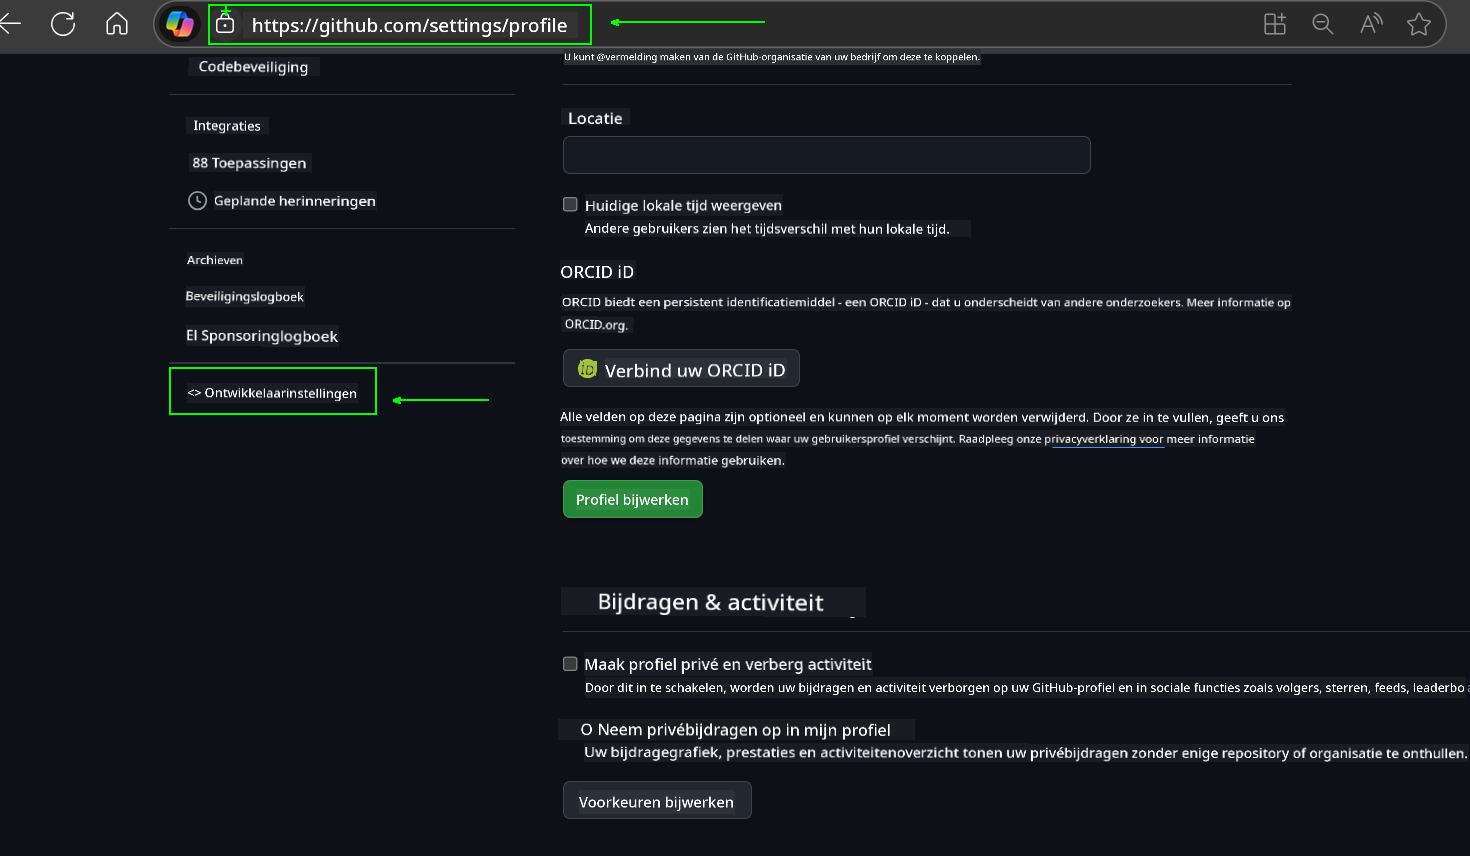 https://github.com/settings/profile
Codebeveiliging
Integraties
88 Toepassingen
Geplande herinneringen
Archieven
Beveiligingslogboek
El Sponsoringlogboek
<> Ontwikkelaarinstellingen
U kunt @vermelding maken van de GitHub-organisatie van uw bedrijf om deze te koppelen.
Locatie
Huidige lokale tijd weergeven
Andere gebruikers zien het tijdsverschil met hun lokale tijd.
ORCID iD
ORCID biedt een persistent identificatiemiddel - een ORCID iD - dat u onderscheidt van andere onderzoekers. Meer informatie op
ORCID.org.
iD Verbind uw ORCID iD
Alle velden op deze pagina zijn optioneel en kunnen op elk moment worden verwijderd. Door ze in te vullen, geeft u ons
toestemming om deze gegevens te delen waar uw gebruikersprofiel verschijnt. Raadpleeg onze privacyverklaring voor meer informatie
over hoe we deze informatie gebruiken.
Profiel bijwerken
Bijdragen & activiteit
Maak profiel privé en verberg activiteit
Door dit in te schakelen, worden uw bijdragen en activiteit verborgen op uw GitHub-profiel en in sociale functies zoals volgers, sterren, feeds, leaderbo
O Neem privébijdragen op in mijn profiel
Uw bijdragegrafiek, prestaties en activiteitenoverzicht tonen uw privébijdragen zonder enige repository of organisatie te onthullen.
Voorkeuren bijwerken